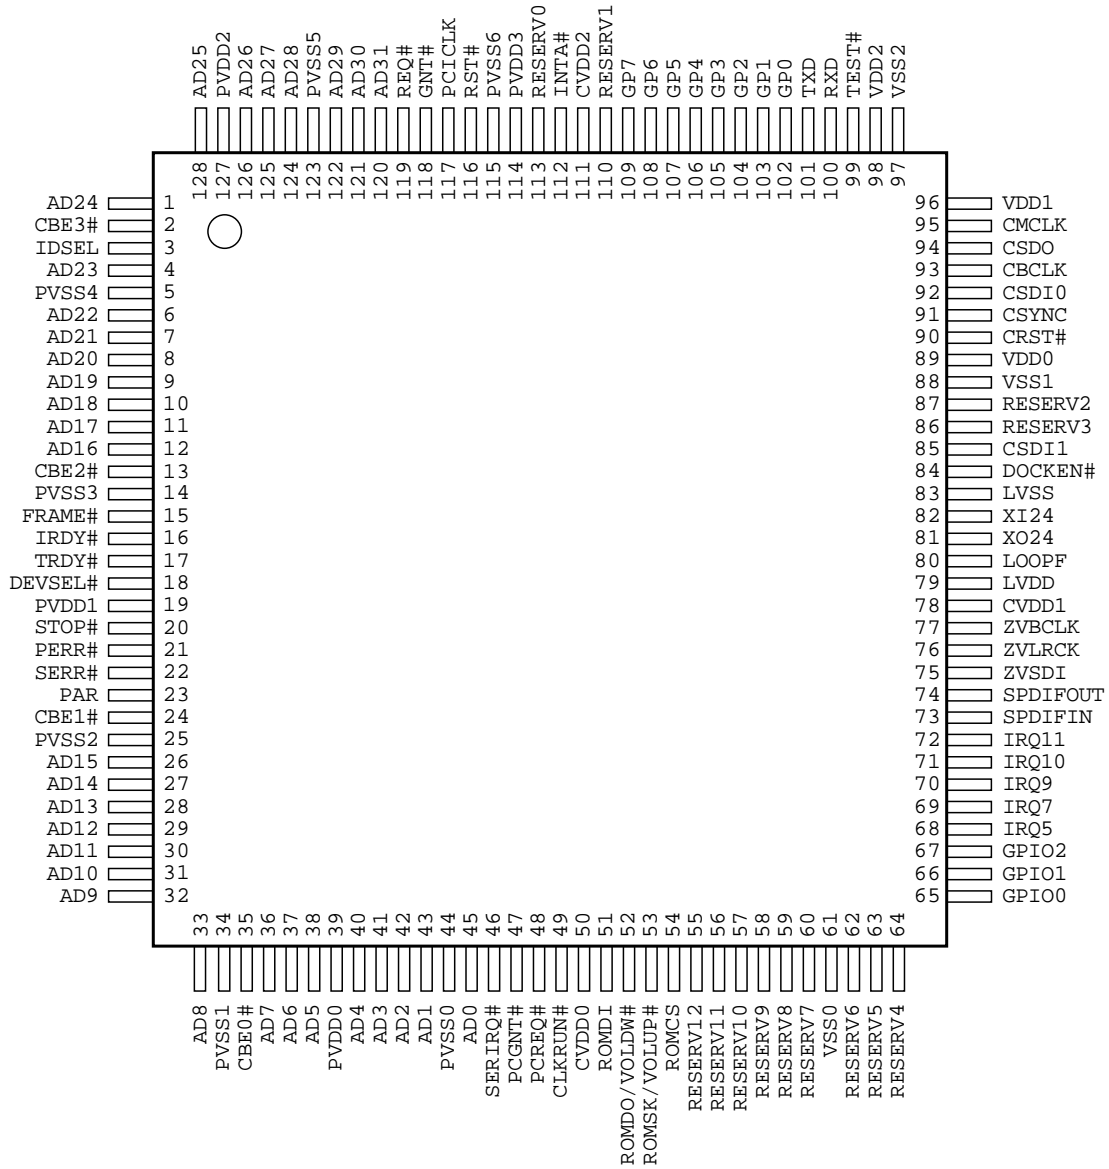 AD25 PVDD2 AD26 AD27 AD28 PVSS5 AD29 AD30 AD31 REQ# GNT# PCICLK RST# PVSS6 PVDD3 RESERV0 INTA# CVDD2 RESERV1 GP7 GP6 GP5 GP4 GP3 GP2 GP1 GP0 TXD RXD TEST# VDD2 VSS2
128 127 126 125 124 123 122 121 120 119 118 117 116 115 114 113 112 111 110 109 108 107 106 105 104 103 102 101 100 99 98 97
AD24 1 96 VDD1
CBE3# 2 95 CMCLK
IDSEL 3 94 CSDO
AD23 4 93 CBCLK
PVSS4 5 92 CSDI0
AD22 6 91 CSYNC
AD21 7 90 CRST#
AD20 8 89 VDD0
AD19 9 88 VSS1
AD18 10 87 RESERV2
AD17 11 86 RESERV3
AD16 12 85 CSDI1
CBE2# 13 84 DOCKEN#
PVSS3 14 83 LVSS
FRAME# 15 82 XI24
IRDY# 16 81 XO24
TRDY# 17 80 LOOPF
DEVSEL# 18 79 LVDD
PVDD1 19 78 CVDD1
STOP# 20 77 ZVBCLK
PERR# 21 76 ZVLRCK
SERR# 22 75 ZVSDI
PAR 23 74 SPDIFOUT
CBE1# 24 73 SPDIFIN
PVSS2 25 72 IRQ11
AD15 26 71 IRQ10
AD14 27 70 IRQ9
AD13 28 69 IRQ7
AD12 29 68 IRQ5
AD11 30 67 GPIO2
AD10 31 66 GPIO1
AD9 32 65 GPIO0
33 34 35 36 37 38 39 40 41 42 43 44 45 46 47 48 49 50 51 52 53 54 55 56 57 58 59 60 61 62 63 64
AD8 PVSS1 CBE0# AD7 AD6 AD5 PVDD0 AD4 AD3 AD2 AD1 PVSS0 AD0 SERIRQ# PCGNT# PCREQ# CLKRUN# CVDD0 ROMDI ROMDO/VOLDW# ROMSK/VOLUP# ROMCS RESERV12 RESERV11 RESERV10 RESERV9 RESERV8 RESERV7 VSS0 RESERV6 RESERV5 RESERV4